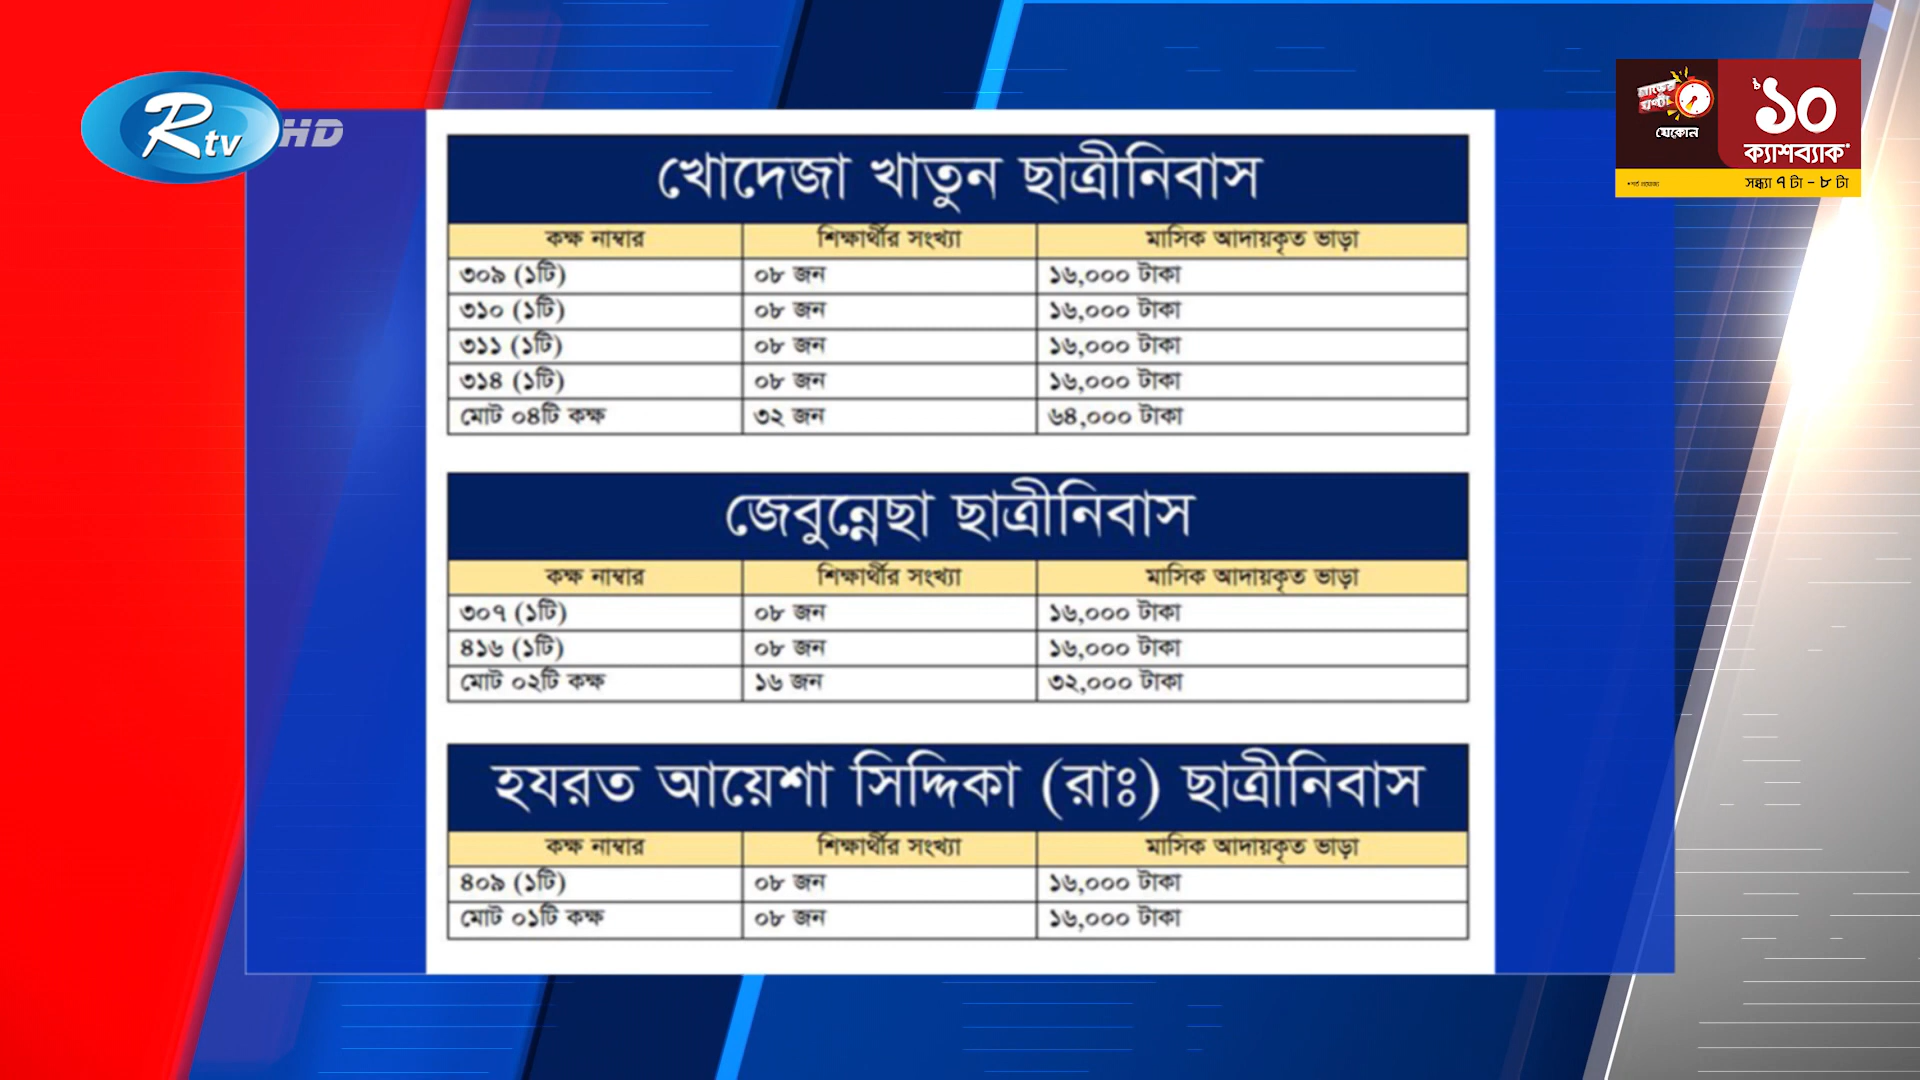 Rtv HD
যেকোন
৳১০
ক্যাশব্যাক*
সন্ধ্যা ৭ টা - ৮ টা
খোদেজা খাতুন ছাত্রীনিবাস
কক্ষ নাম্বার শিক্ষার্থীর সংখ্যা মাসিক আদায়কৃত ভাড়া
৩০৯ (১টি) ০৮ জন ১৬,০০০ টাকা
৩১০ (১টি) ০৮ জন ১৬,০০০ টাকা
৩১১ (১টি) ০৮ জন ১৬,০০০ টাকা
৩১৪ (১টি) ০৮ জন ১৬,০০০ টাকা
মোট ০৪টি কক্ষ ৩২ জন ৬৪,০০০ টাকা
জেবুন্নেছা ছাত্রীনিবাস
কক্ষ নাম্বার শিক্ষার্থীর সংখ্যা মাসিক আদায়কৃত ভাড়া
৩০৭ (১টি) ০৮ জন ১৬,০০০ টাকা
৪১৬ (১টি) ০৮ জন ১৬,০০০ টাকা
মোট ০২টি কক্ষ ১৬ জন ৩২,০০০ টাকা
হযরত আয়েশা সিদ্দিকা (রাঃ) ছাত্রীনিবাস
কক্ষ নাম্বার শিক্ষার্থীর সংখ্যা মাসিক আদায়কৃত ভাড়া
৪০৯ (১টি) ০৮ জন ১৬,০০০ টাকা
মোট ০১টি কক্ষ ০৮ জন ১৬,০০০ টাকা